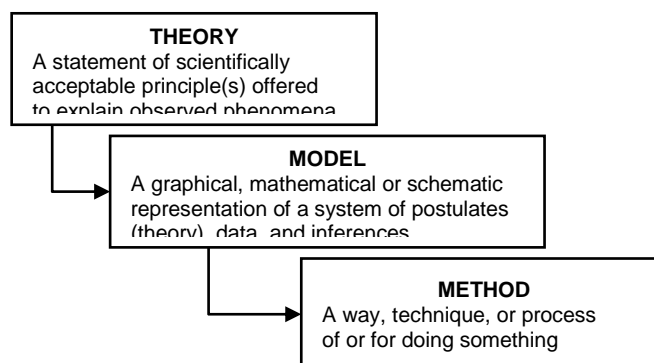 THEORY
A statement of scientifically
acceptable principle(s) offered
to explain observed phenomena
MODEL
A graphical, mathematical or schematic
representation of a system of postulates
(theory), data, and inferences
METHOD
A way, technique, or process
of or for doing something